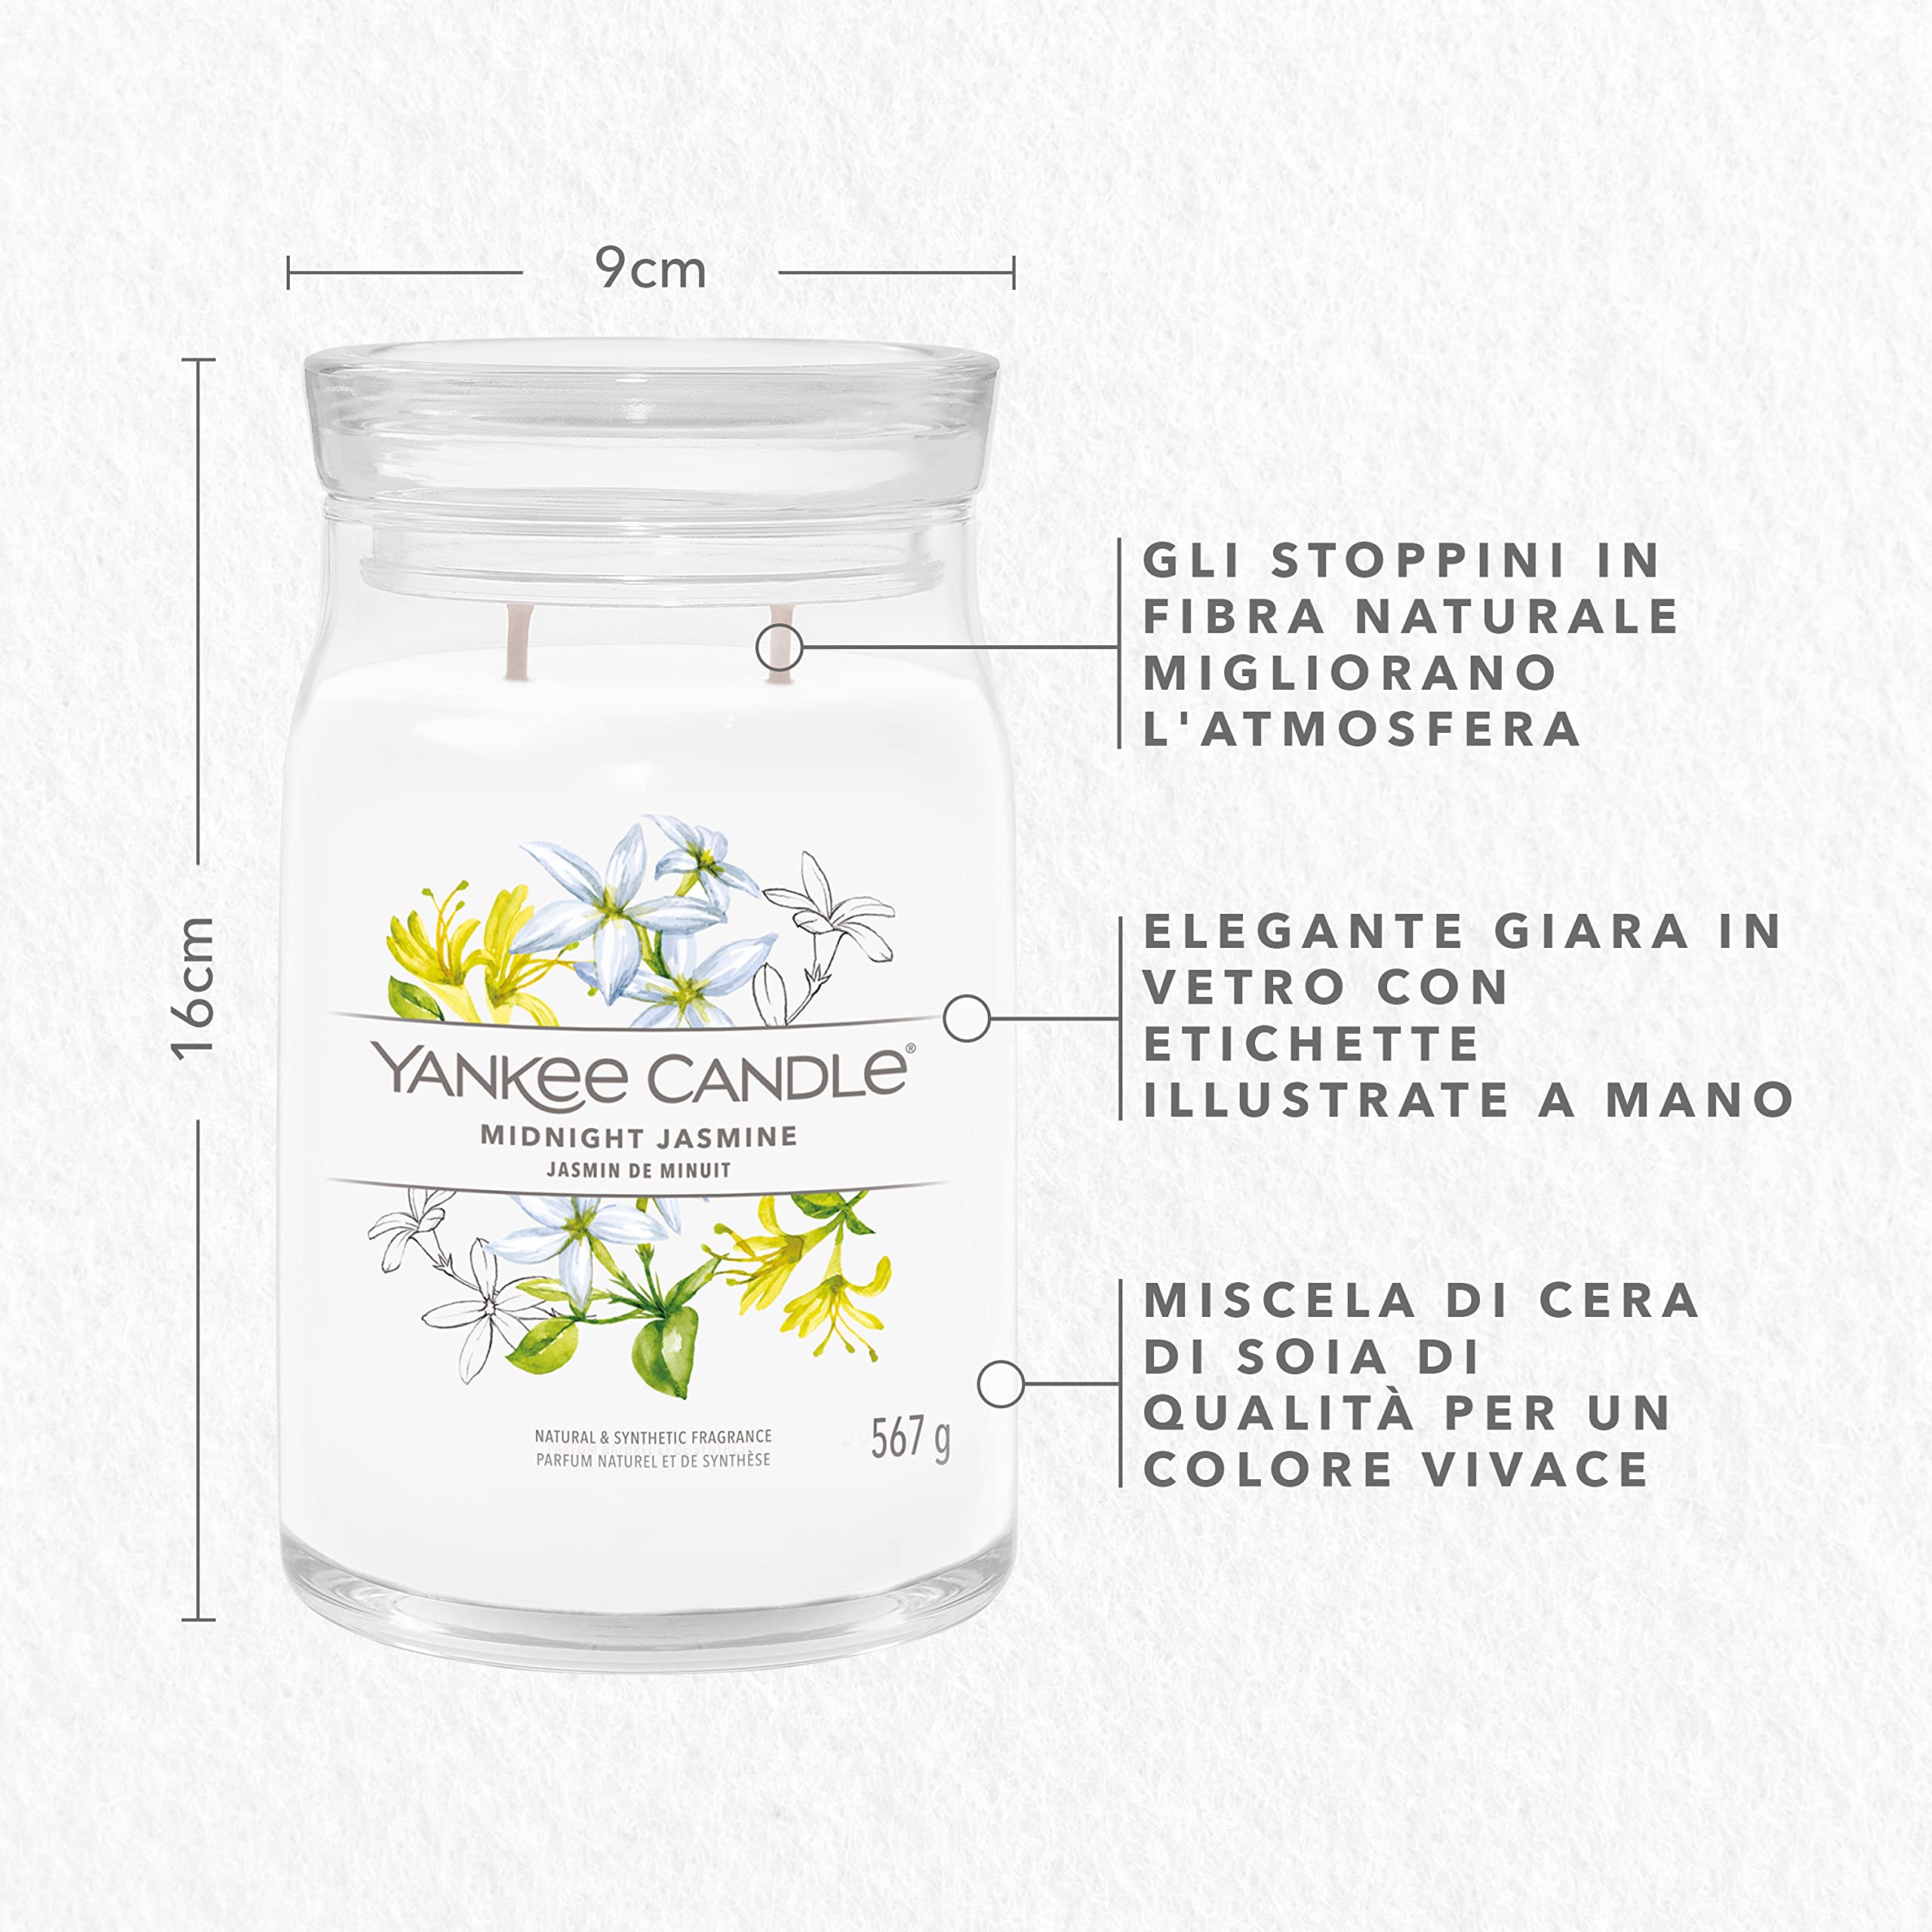 9cm
16cm
GLI STOPPINI IN
FIBRA NATURALE
MIGLIORANO
L'ATMOSFERA
ELEGANTE GIARA IN
VETRO CON
ETICHETTE
ILLUSTRATE A MANO
YANKEE CANDLE®
MIDNIGHT JASMINE
JASMIN DE MINUIT
MISCELA DI CERA
DI SOIA DI
QUALITÀ PER UN
COLORE VIVACE
NATURAL & SYNTHETIC FRAGRANCE
PARFUM NATUREL ET DE SYNTHÈSE
567 g